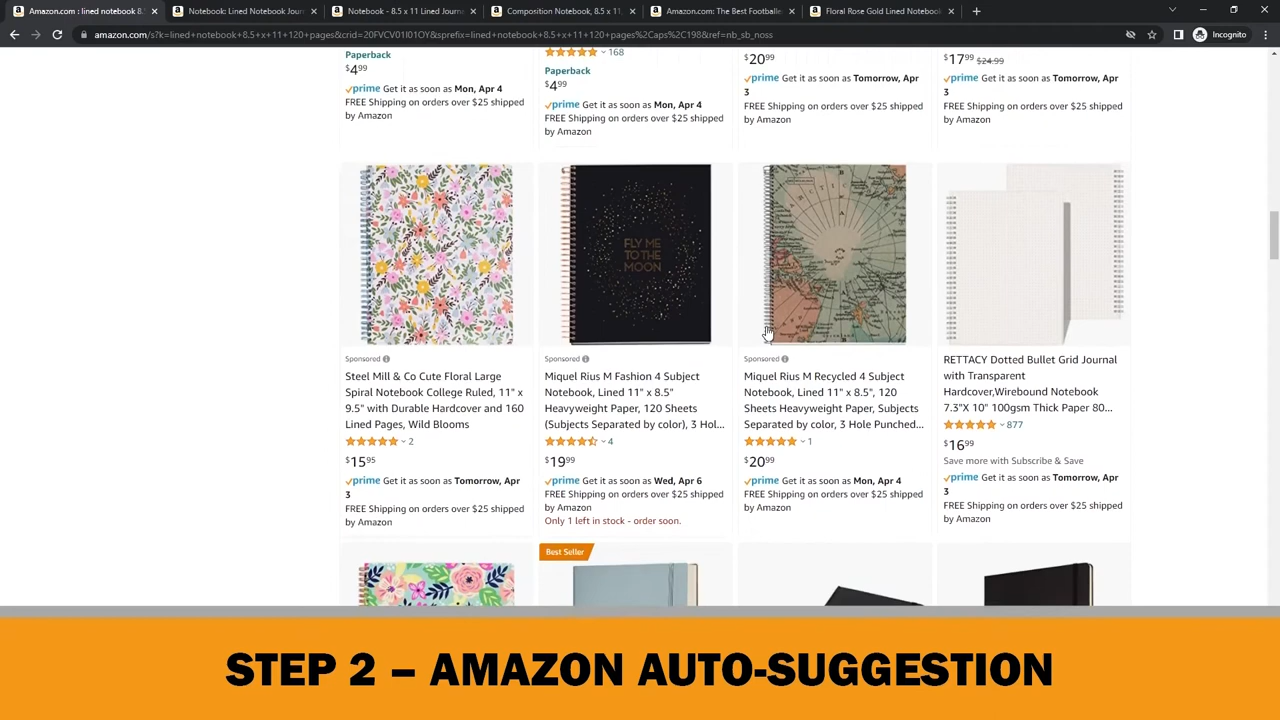 Amazon.com : lined notebook 8.5
Notebook: Lined Notebook Jour
Notebook - 8.5 x 11 Lined Journa
Composition Notebook, 8.5 x 11,
Amazon.com: The Best Footballe
Floral Rose Gold Lined Notebook
amazon.com/s?k=lined+notebook+8.5+x+11+120+pages&crid=20FVCV01I01OY&sprefix=lined+notebook+8.5+x+11+120+pages%2Caps%2C198&ref=nb_sb_noss
Incognito
Paperback
$4.99
prime Get it as soon as Mon, Apr 4
FREE Shipping on orders over $25 shipped
by Amazon
168
Paperback
$4.99
prime Get it as soon as Mon, Apr 4
FREE Shipping on orders over $25 shipped
by Amazon
$20.99
prime Get it as soon as Tomorrow, Apr
3
FREE Shipping on orders over $25 shipped
by Amazon
$17.99 $24.99
prime Get it as soon as Tomorrow, Apr
3
FREE Shipping on orders over $25 shipped
by Amazon
FLY ME
TO THE
MOON
Sponsored
Steel Mill & Co Cute Floral Large
Spiral Notebook College Ruled, 11" x
9.5" with Durable Hardcover and 160
Lined Pages, Wild Blooms
2
$15.95
prime Get it as soon as Tomorrow, Apr
3
FREE Shipping on orders over $25 shipped
by Amazon
Sponsored
Miquel Rius M Fashion 4 Subject
Notebook, Lined 11" x 8.5"
Heavyweight Paper, 120 Sheets
(Subjects Separated by color), 3 Hol...
4
$19.99
prime Get it as soon as Wed, Apr 6
FREE Shipping on orders over $25 shipped
by Amazon
Only 1 left in stock - order soon.
Sponsored
Miquel Rius M Recycled 4 Subject
Notebook, Lined 11" x 8.5", 120
Sheets Heavyweight Paper, Subjects
Separated by color, 3 Hole Punched...
1
$20.99
prime Get it as soon as Mon, Apr 4
FREE Shipping on orders over $25 shipped
by Amazon
RETTACY Dotted Bullet Grid Journal
with Transparent
Hardcover,Wirebound Notebook
7.3"X 10" 100gsm Thick Paper 80...
877
$16.99
Save more with Subscribe & Save
prime Get it as soon as Tomorrow, Apr
3
FREE Shipping on orders over $25 shipped
by Amazon
Best Seller
STEP 2 – AMAZON AUTO-SUGGESTION